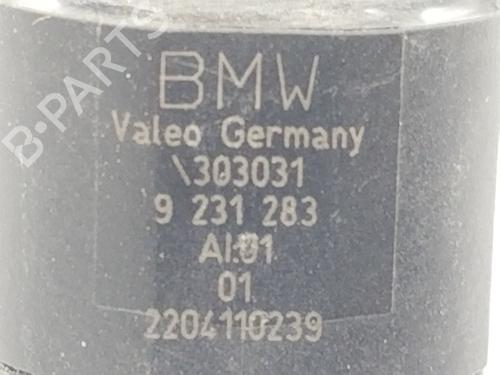 B-PARTS
BMW
Valeo Germany
\303031
9 231 283
AI:01
01
2204110239